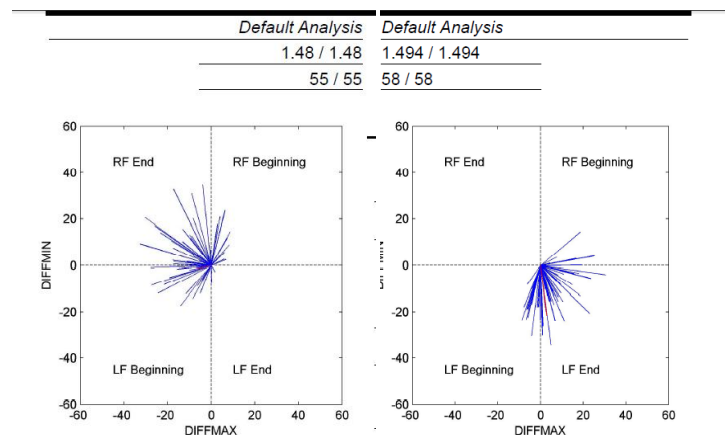 Default Analysis Default Analysis
1.48 / 1.48 1.494 / 1.494
55 / 55 58 / 58
60 60
RF End RF Beginning RF End RF Beginning
40 40
20 20
DIFFMIN
0 0
-20 -20
-40 -40
LF Beginning LF End LF Beginning LF End
-60 -60
-60 -40 -20 0 20 40 60 -60 -40 -20 0 20 40 60
DIFFMAX DIFFMAX